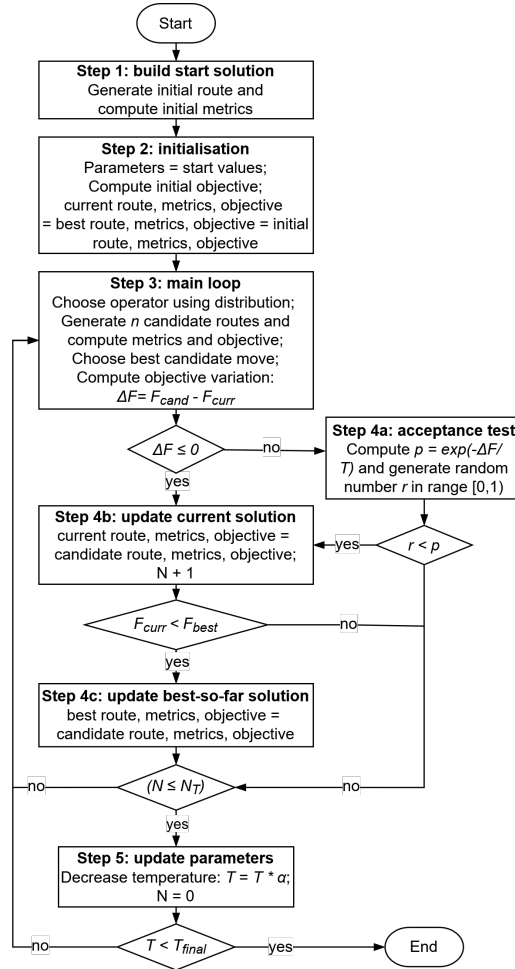 Start
Step 1: build start solution
Generate initial route and
compute initial metrics
Step 2: initialisation
Parameters = start values;
Compute initial objective;
current route, metrics, objective
= best route, metrics, objective = initial
route, metrics, objective
Step 3: main loop
Choose operator using distribution;
Generate n candidate routes and
compute metrics and objective;
Choose best candidate move;
Compute objective variation:
ΔF= F_cand - F_curr
ΔF ≤ 0
no
yes
Step 4a: acceptance test
Compute p = exp(-ΔF/
T) and generate random
number r in range [0,1)
r < p
yes
Step 4b: update current solution
current route, metrics, objective =
candidate route, metrics, objective;
N + 1
F_curr < F_best
no
yes
Step 4c: update best-so-far solution
best route, metrics, objective =
candidate route, metrics, objective
no
(N ≤ N_T)
no
yes
Step 5: update parameters
Decrease temperature: T = T * α;
N = 0
no
T < T_final
yes
End